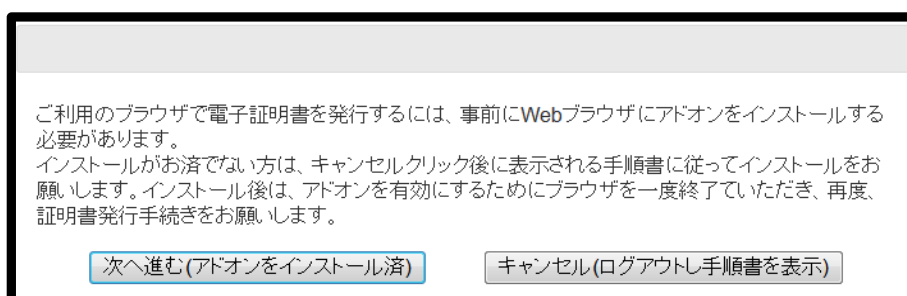 ご利用のブラウザで電子証明書を発行するには、事前にWebブラウザにアドオンをインストールする
必要があります。
インストールがお済でない方は、キャンセルクリック後に表示される手順書に従ってインストールをお
願いします。インストール後は、アドオンを有効にするためにブラウザを一度終了ていただき、再度、
証明書発行手続きをお願いします。
次へ進む(アドオンをインストール済)
キャンセル(ログアウトし手順書を表示)